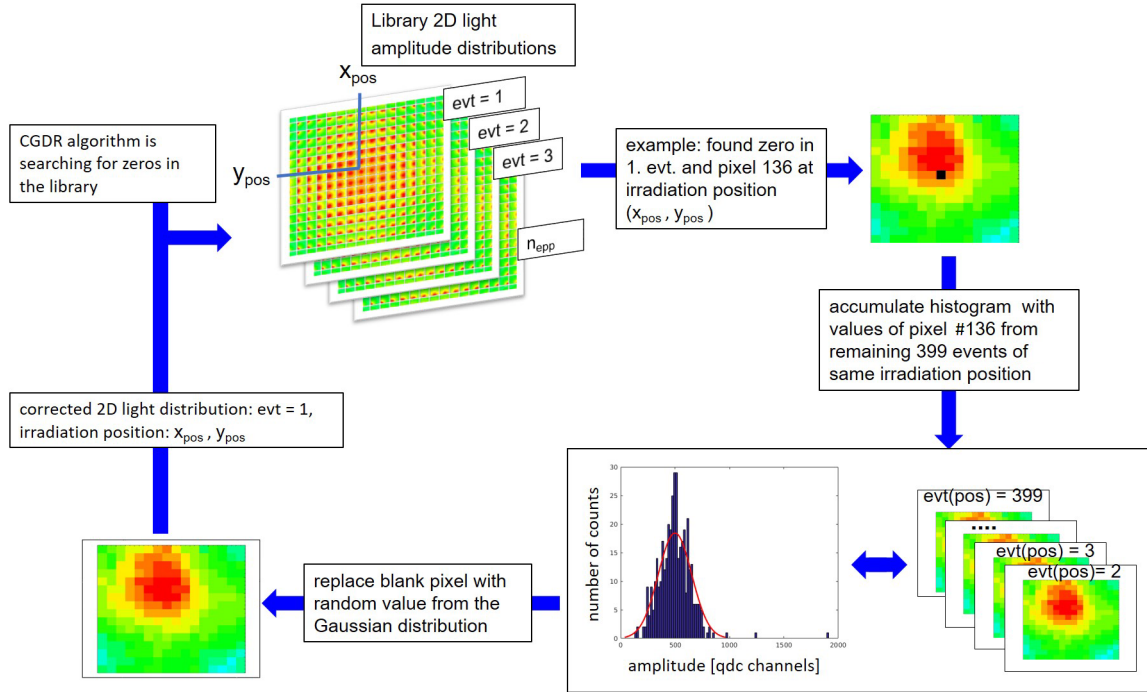 Library 2D light
amplitude distributions
xpos
ypos
evt = 1
evt = 2
evt = 3
nepp
CGDR algorithm is
searching for zeros in
the library
example: found zero in
1. evt. and pixel 136 at
irradiation position
(xpos , ypos )
accumulate histogram with
values of pixel #136 from
remaining 399 events of
same irradiation position
corrected 2D light distribution: evt = 1,
irradiation position: xpos , ypos
replace blank pixel with
random value from the
Gaussian distribution
number of counts
30
25
20
15
10
5
0
0
500
1000
1500
2000
amplitude [qdc channels]
evt(pos) = 399
....
evt(pos) = 3
evt(pos)= 2